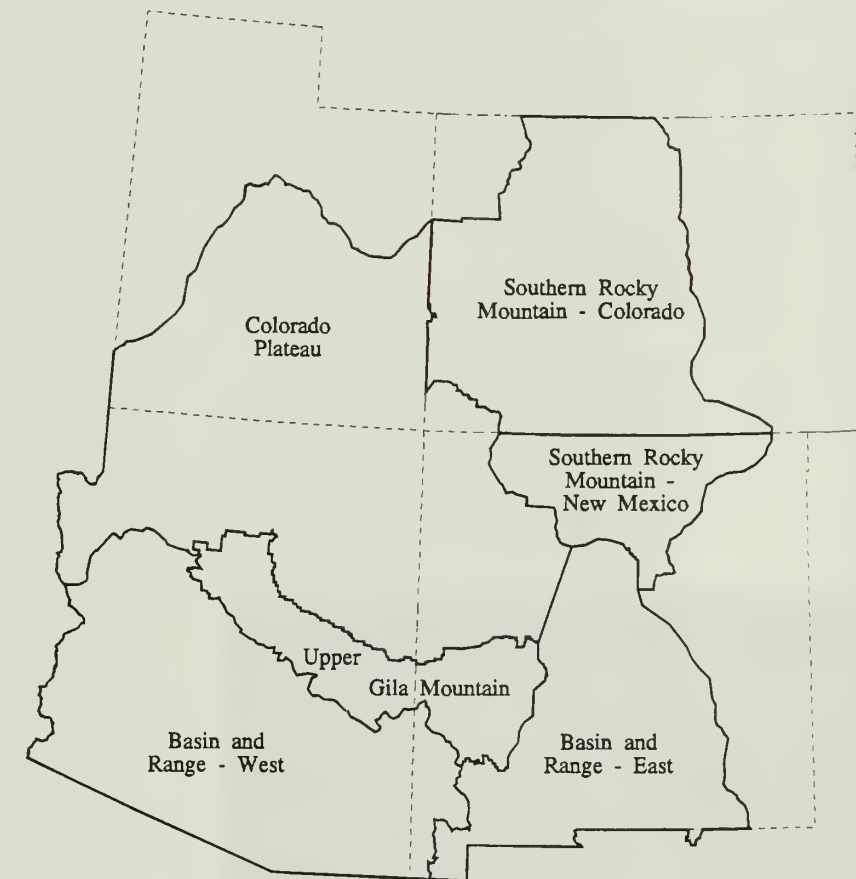 Southern Rocky
Mountain - Colorado
Colorado
Plateau
Southern Rocky
Mountain -
New Mexico
Upper
Gila Mountain
Basin and
Range - West
Basin and
Range - East